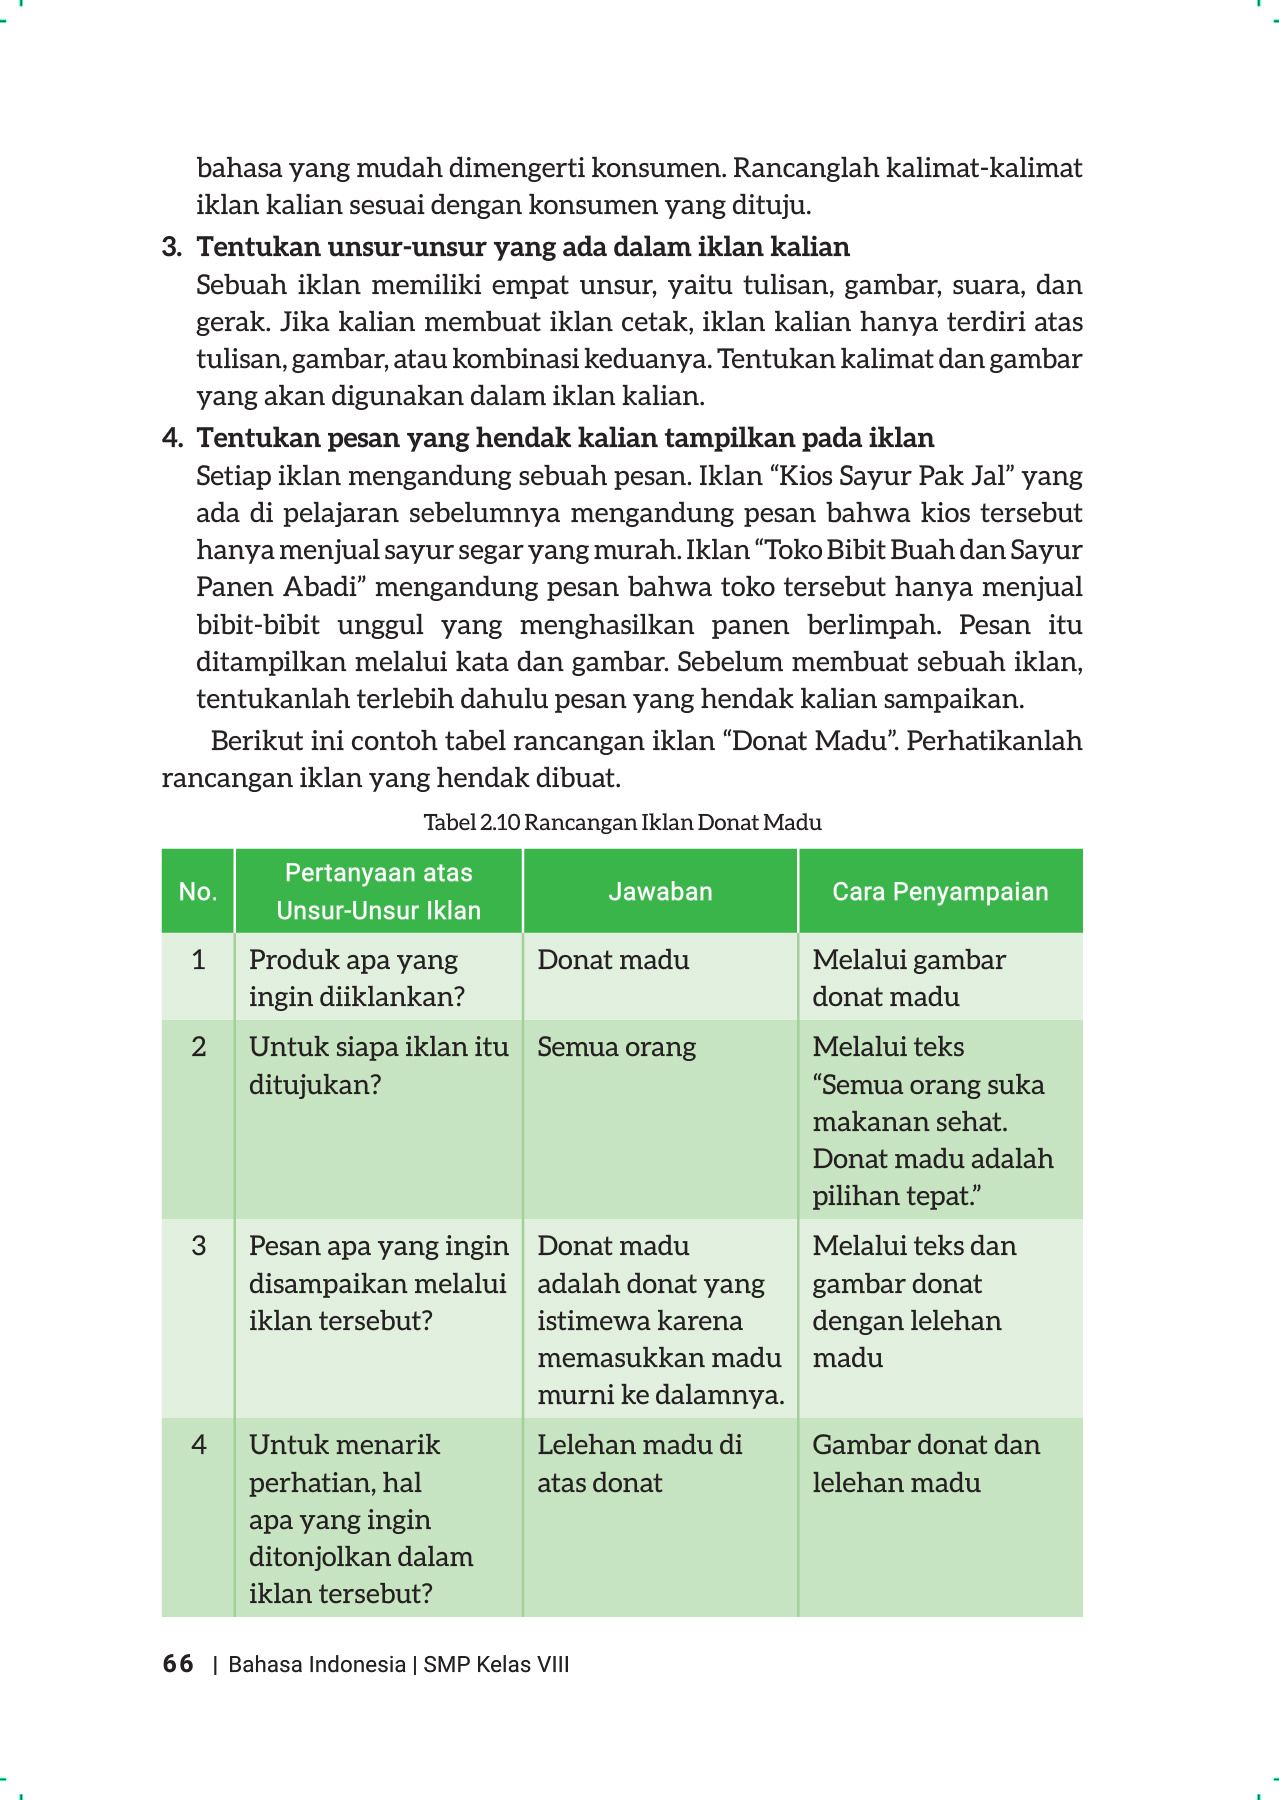 bahasa yang mudah dimengerti konsumen. Rancanglah kalimat-kalimat
iklan kalian sesuai dengan konsumen yang dituju.
3. Tentukan unsur-unsur yang ada dalam iklan kalian
Sebuah iklan memiliki empat unsur, yaitu tulisan, gambar, suara, dan
gerak. Jika kalian membuat iklan cetak, iklan kalian hanya terdiri atas
tulisan, gambar, atau kombinasi keduanya. Tentukan kalimat dan gambar
yang akan digunakan dalam iklan kalian.
4. Tentukan pesan yang hendak kalian tampilkan pada iklan
Setiap iklan mengandung sebuah pesan. Iklan “Kios Sayur Pak Jal” yang
ada di pelajaran sebelumnya mengandung pesan bahwa kios tersebut
hanya menjual sayur segar yang murah. Iklan “Toko Bibit Buah dan Sayur
Panen Abadi” mengandung pesan bahwa toko tersebut hanya menjual
bibit-bibit unggul yang menghasilkan panen berlimpah. Pesan itu
ditampilkan melalui kata dan gambar. Sebelum membuat sebuah iklan,
tentukanlah terlebih dahulu pesan yang hendak kalian sampaikan.
Berikut ini contoh tabel rancangan iklan “Donat Madu”. Perhatikanlah
rancangan iklan yang hendak dibuat.
Tabel 2.10 Rancangan Iklan Donat Madu
No.
Pertanyaan atas
Unsur-Unsur Iklan
Jawaban
Cara Penyampaian
1
Produk apa yang
ingin diiklankan?
Donat madu
Melalui gambar
donat madu
2
Untuk siapa iklan itu
ditujukan?
Semua orang
Melalui teks
“Semua orang suka
makanan sehat.
Donat madu adalah
pilihan tepat.”
3
Pesan apa yang ingin
disampaikan melalui
iklan tersebut?
Donat madu
adalah donat yang
istimewa karena
memasukkan madu
murni ke dalamnya.
Melalui teks dan
gambar donat
dengan lelehan
madu
4
Untuk menarik
perhatian, hal
apa yang ingin
ditonjolkan dalam
iklan tersebut?
Lelehan madu di
atas donat
Gambar donat dan
lelehan madu
66 | Bahasa Indonesia | SMP Kelas VIII